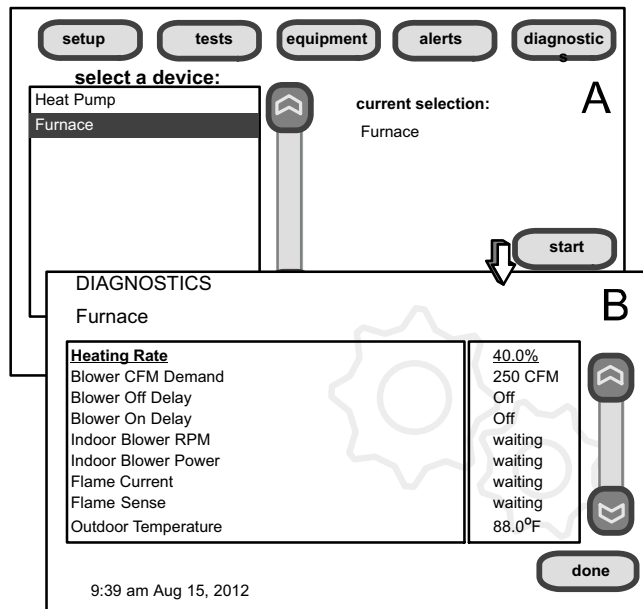 setup tests equipment alerts diagnostics
select a device:
Heat Pump
Furnace
current selection:
Furnace
A
start
DIAGNOSTICS
Furnace
B
Heating Rate 40.0%
Blower CFM Demand 250 CFM
Blower Off Delay Off
Blower On Delay Off
Indoor Blower RPM waiting
Indoor Blower Power waiting
Flame Current waiting
Flame Sense waiting
Outdoor Temperature 88.0°F
done
9:39 am Aug 15, 2012